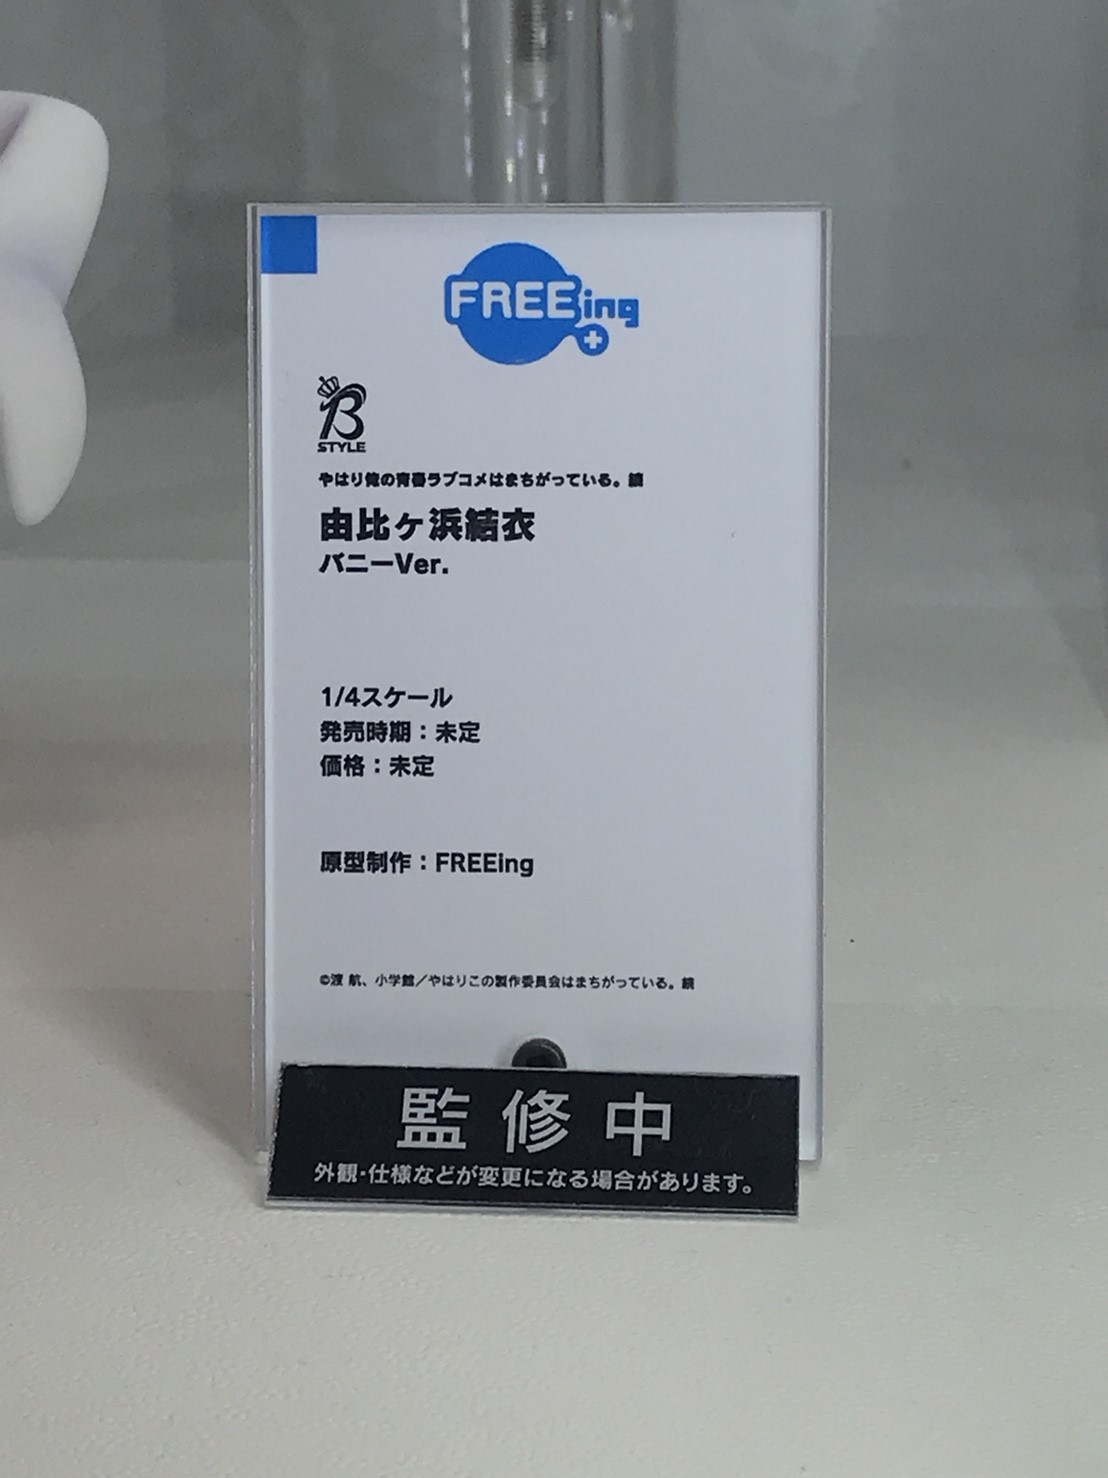 FREEing
B
STYLE
やはり俺の青春ラブコメはまちがっている。続
由比ヶ浜結衣
バニーVer.
1/4スケール
発売時期：未定
価格：未定
原型制作：FREEing
©渡 航、小学館／やはりこの製作委員会はまちがっている。続
監修中
外観・仕様などが変更になる場合があります。